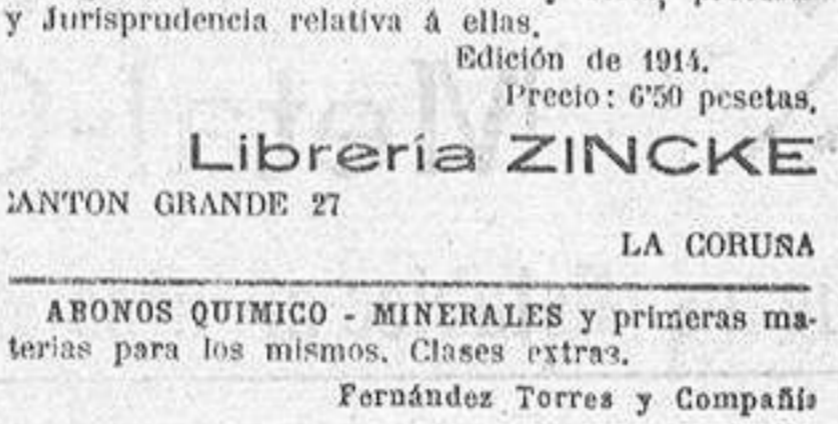 y Jurisprudencia relativa á ellas.
Edición de 1914.
Precio: 6'50 pesetas.
Librería ZINCKE
CANTON GRANDE 27
LA CORUÑA
ABONOS QUIMICO - MINERALES y primeras ma-
terias para los mismos. Clases extras.
Fernández Torres y Compañía